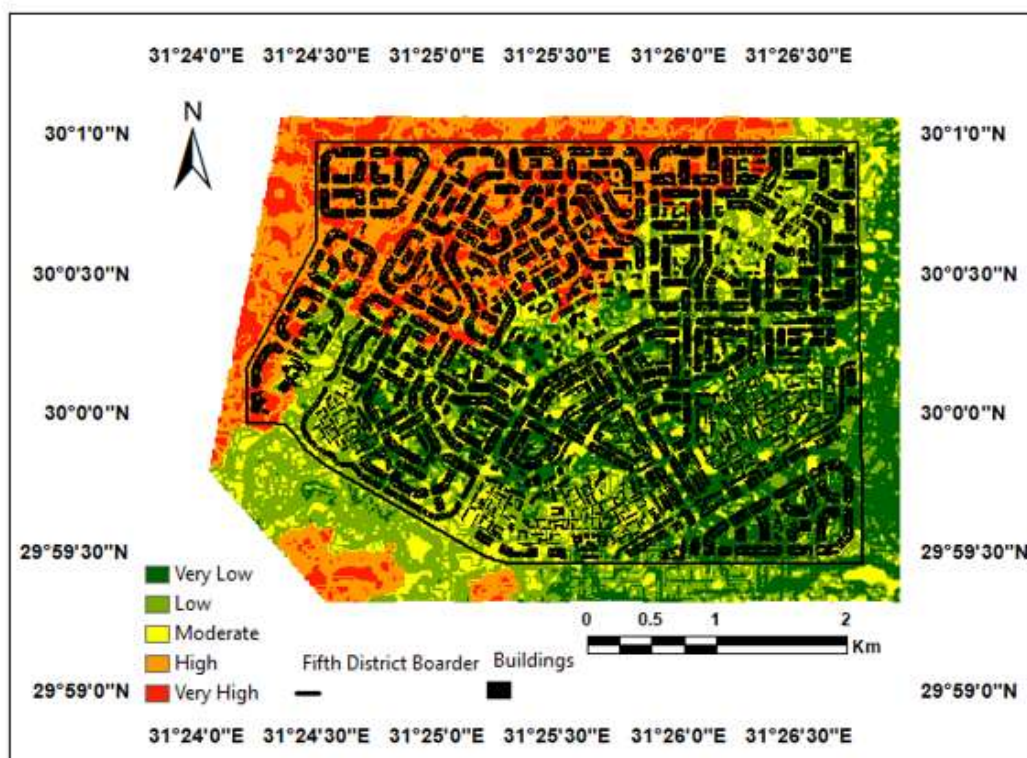 31°24'0"E 31°24'30"E 31°25'0"E 31°25'30"E 31°26'0"E 31°26'30"E
N
30°1'0"N 30°1'0"N
30°0'30"N 30°0'30"N
30°0'0"N 30°0'0"N
29°59'30"N 29°59'30"N
Very Low
Low
Moderate
High
Very High
Fifth District Boarder
Buildings
0 0.5 1 2
Km
29°59'0"N 29°59'0"N
31°24'0"E 31°24'30"E 31°25'0"E 31°25'30"E 31°26'0"E 31°26'30"E